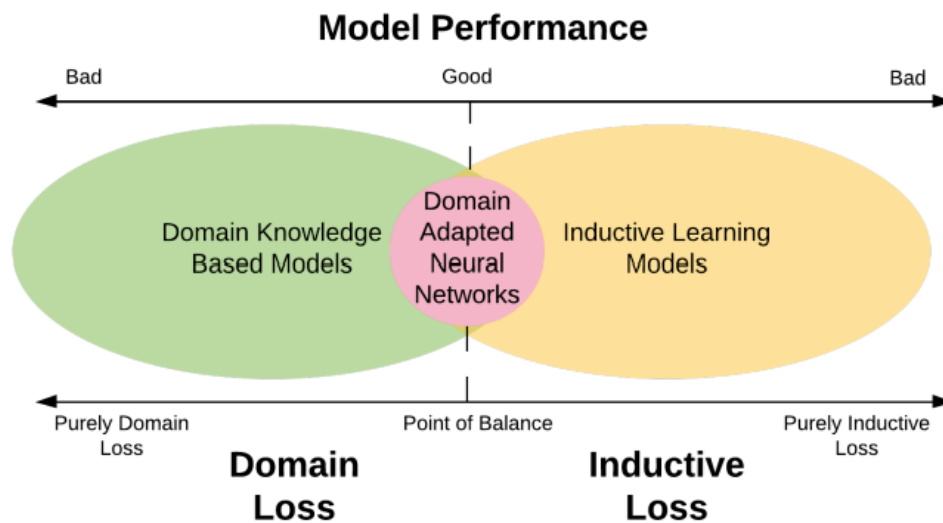 Model Performance
Bad
Good
Bad
Domain Knowledge
Based Models
Domain
Adapted
Neural
Networks
Inductive Learning
Models
Purely Domain
Loss
Point of Balance
Purely Inductive
Loss
Domain
Loss
Inductive
Loss